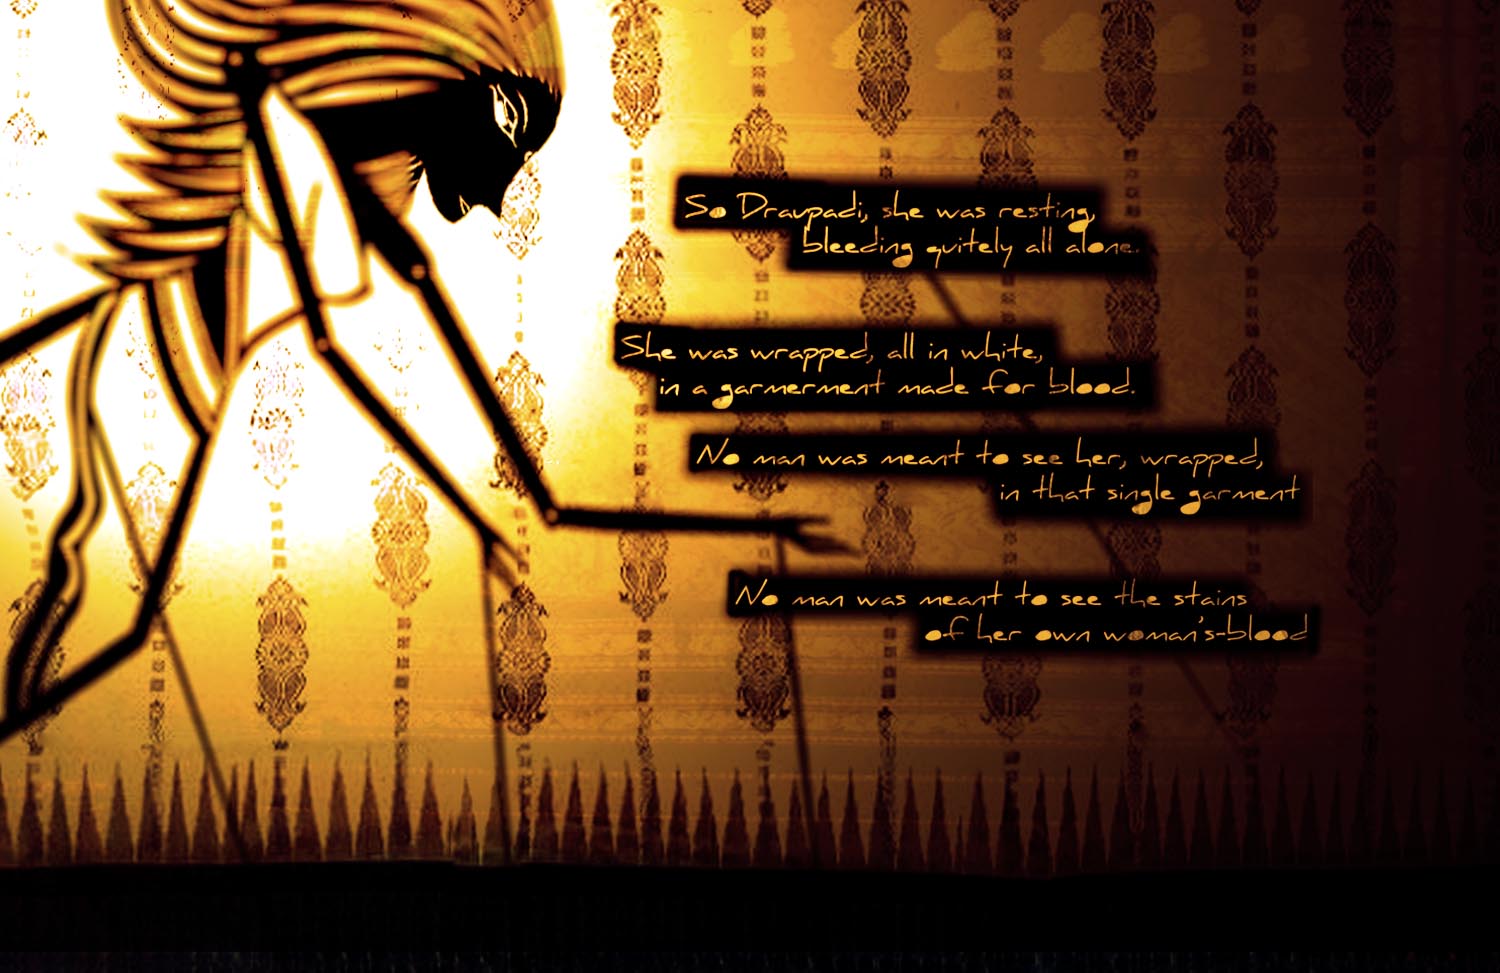 So Draupadi, she was resting,
bleeding quitely all alone.
She was wrapped, all in white,
in a garmerment made for blood.
No man was meant to see her, wrapped,
in that single garment
No man was meant to see the stains
of her own woman's-blood